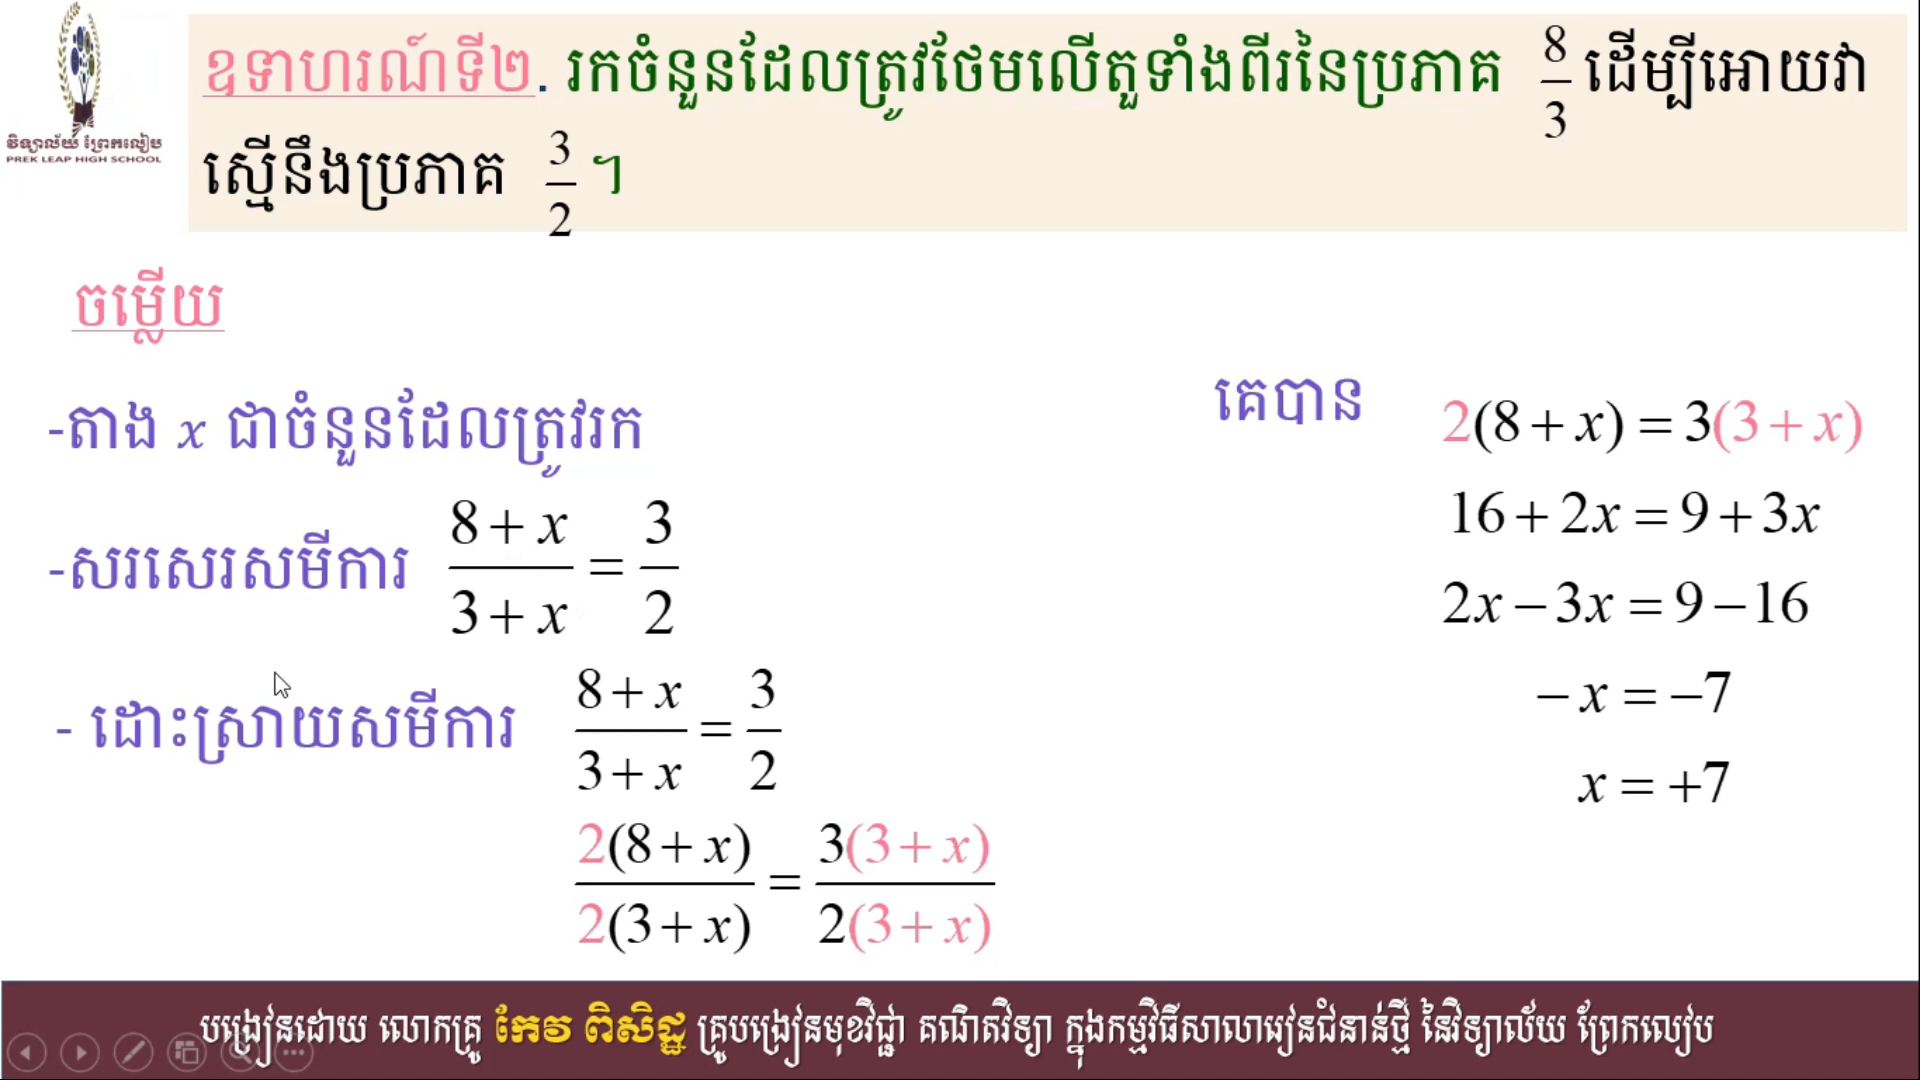 វិទ្យាល័យ ព្រែកលៀប
PREK LEAP HIGH SCHOOL
ឧទាហរណ៍ទី២. រកចំនួនដែលត្រូវថែមលើតួទាំងពីរនៃប្រភាគ 8/3 ដើម្បីអោយវា
ស្មើនឹងប្រភាគ 3/2 ។
ចម្លើយ
-តាង x ជាចំនួនដែលត្រូវរក
-សរសេរសមីការ (8 + x)/(3 + x) = 3/2
- ដោះស្រាយសមីការ (8 + x)/(3 + x) = 3/2
2(8 + x)/2(3 + x) = 3(3 + x)/2(3 + x)
គេបាន 2(8 + x) = 3(3 + x)
16 + 2x = 9 + 3x
2x − 3x = 9 − 16
− x = −7
x = +7
បង្រៀនដោយ លោកគ្រូ កែវ ពិសិដ្ឋ គ្រូបង្រៀនមុខវិជ្ជា គណិតវិទ្យា ក្នុងកម្មវិធីសាលារៀនជំនាន់ថ្មី នៃវិទ្យាល័យ ព្រែកលៀប